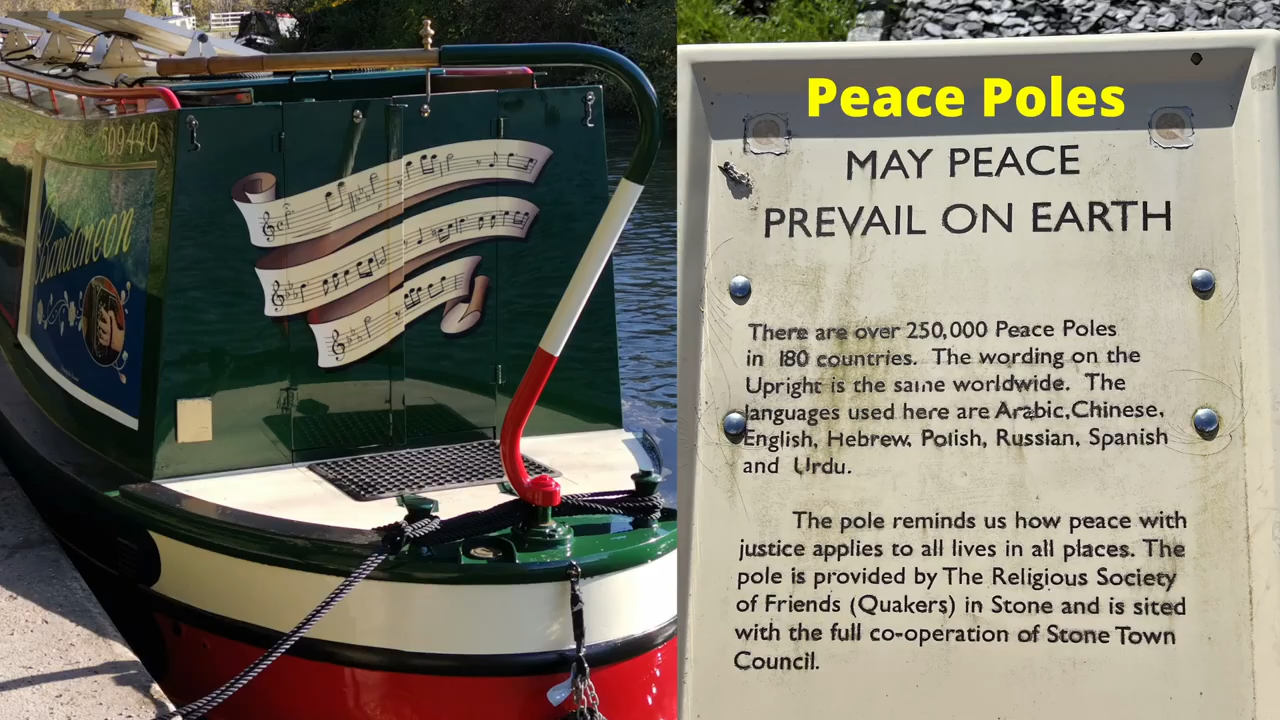 509440
Bandoneon
Peace Poles
MAY PEACE
PREVAIL ON EARTH
There are over 250,000 Peace Poles
in 180 countries. The wording on the
Upright is the same worldwide. The
languages used here are Arabic, Chinese,
English, Hebrew, Polish, Russian, Spanish
and Urdu.
The pole reminds us how peace with
justice applies to all lives in all places. The
pole is provided by The Religious Society
of Friends (Quakers) in Stone and is sited
with the full co-operation of Stone Town
Council.